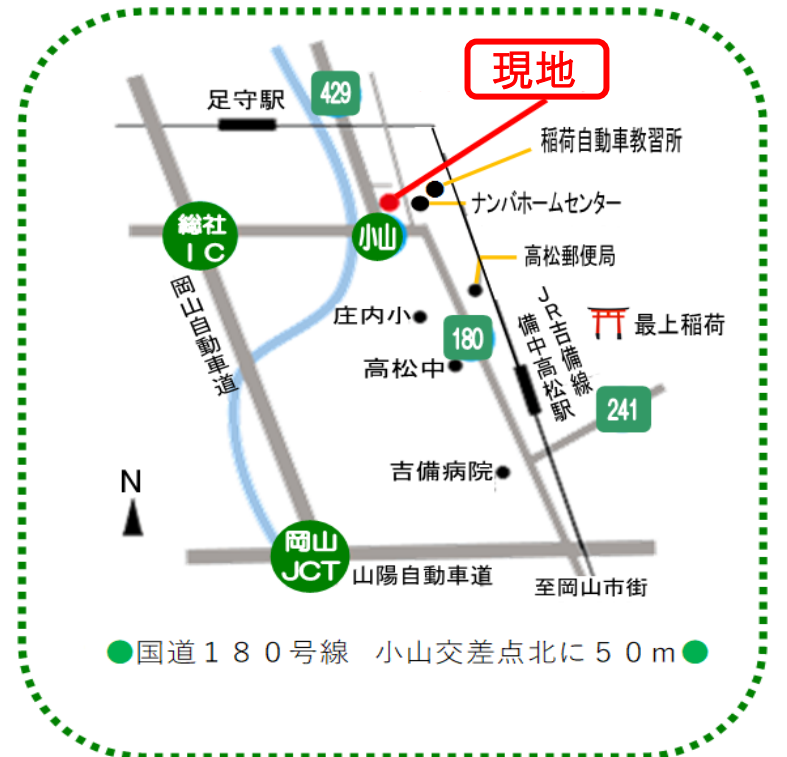 現地
429
足守駅
稲荷自動車教習所
ナンバホームセンター
総社
IC
小山
高松郵便局
岡山自動車道
庄内小
JR吉備線
備中高松駅
最上稲荷
180
高松中
241
吉備病院
N
岡山
JCT
山陽自動車道
至岡山市街
●国道１８０号線　小山交差点北に５０ｍ●